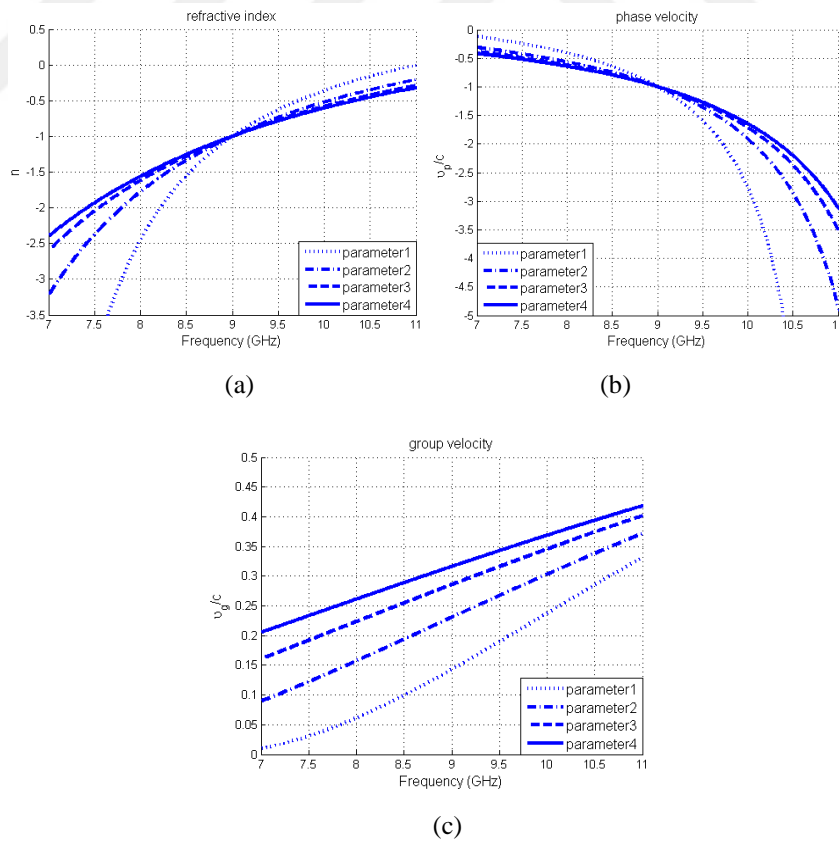 refractive index
0.5
0
-0.5
-1
-1.5
-2
-2.5
-3
-3.5
n
7 7.5 8 8.5 9 9.5 10 10.5 11
Frequency (GHz)
parameter1
parameter2
parameter3
parameter4
(a)
phase velocity
0
-0.5
-1
-1.5
-2
-2.5
-3
-3.5
-4
-4.5
-5
υp/c
7 7.5 8 8.5 9 9.5 10 10.5 11
Frequency (GHz)
parameter1
parameter2
parameter3
parameter4
(b)
group velocity
0.5
0.45
0.4
0.35
0.3
0.25
0.2
0.15
0.1
0.05
0
υg/c
7 7.5 8 8.5 9 9.5 10 10.5 11
Frequency (GHz)
parameter1
parameter2
parameter3
parameter4
(c)